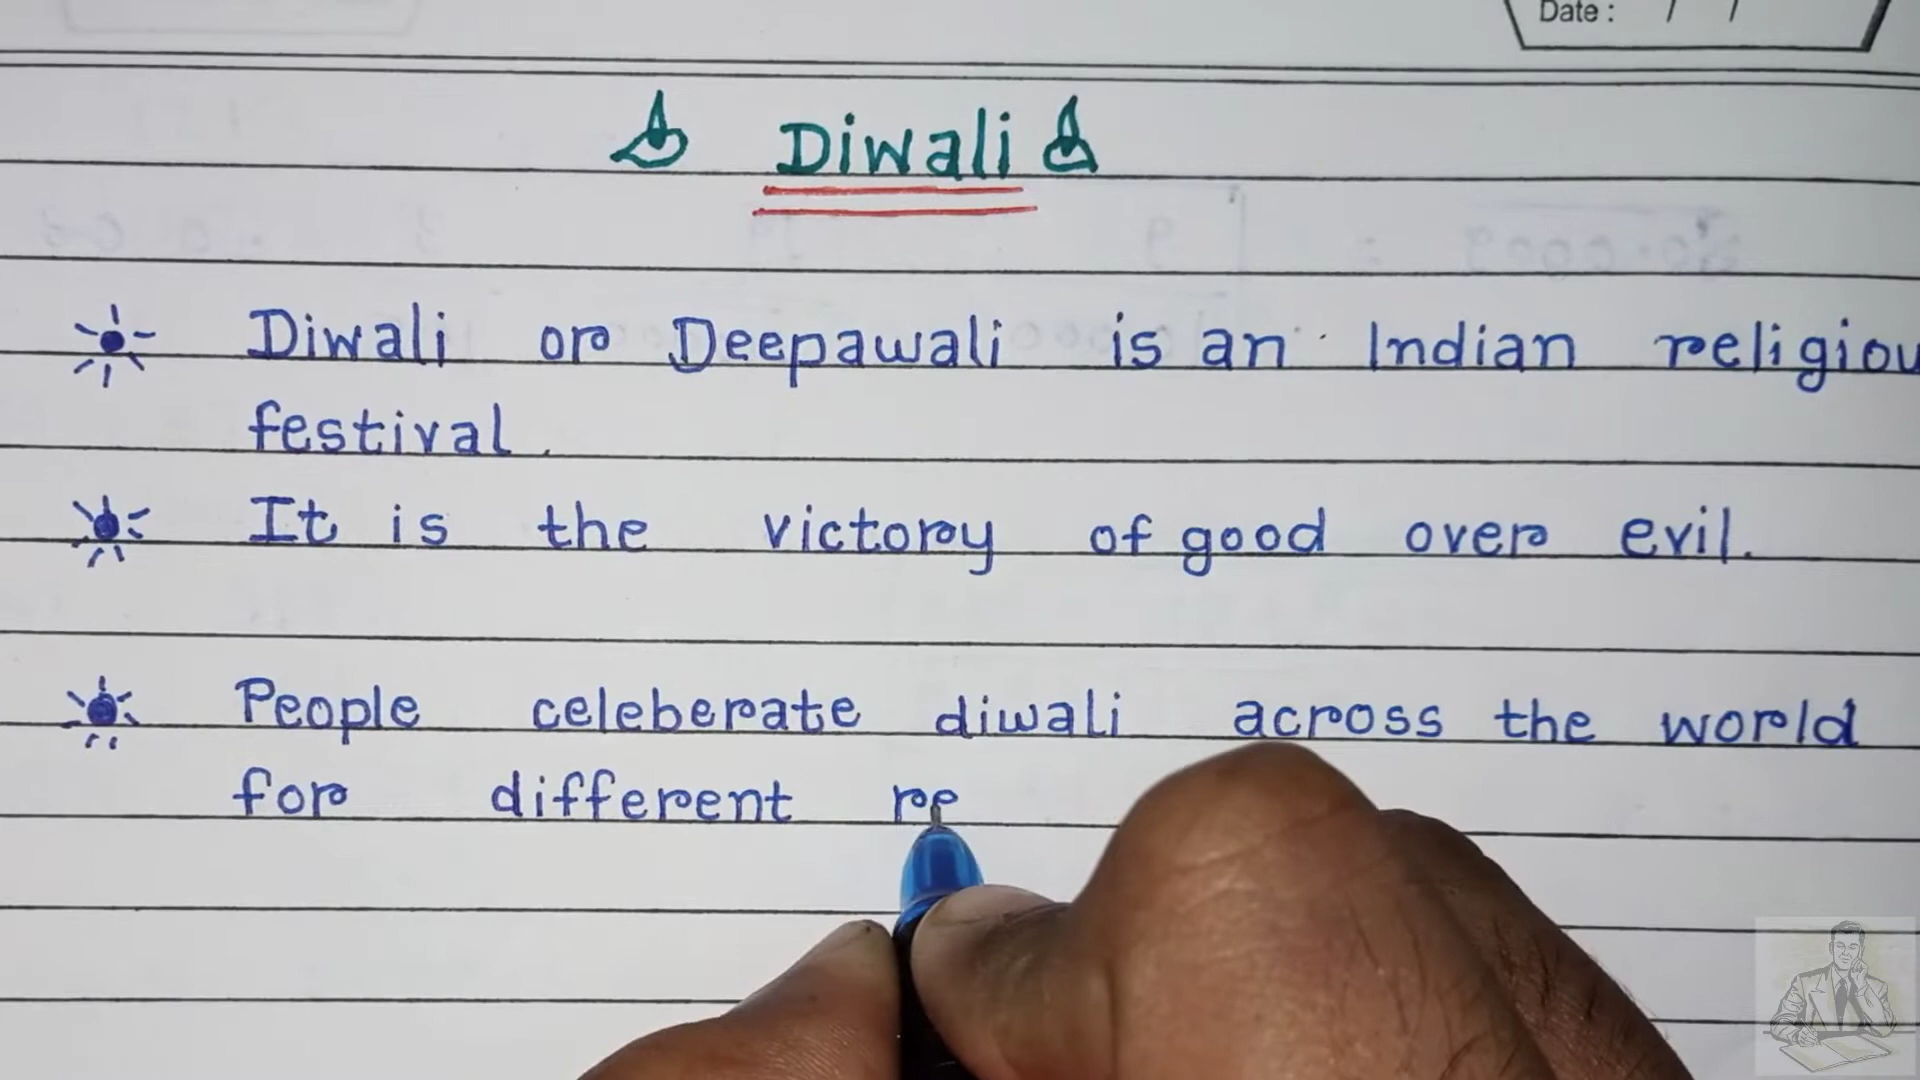 Date : / /
Diwali
Diwali or Deepawali is an Indian religiou
festival.
It is the victory of good over evil.
People celeberate diwali across the world
for different re